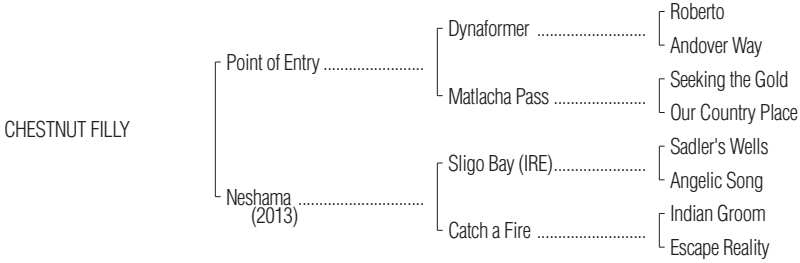 Roberto
Dynaformer ..........................
Andover Way
Point of Entry ........................
Seeking the Gold
Matlacha Pass ......................
Our Country Place
CHESTNUT FILLY
Sadler's Wells
Sligo Bay (IRE)......................
Angelic Song
Neshama ..............................
(2013)
Indian Groom
Catch a Fire ..........................
Escape Reality